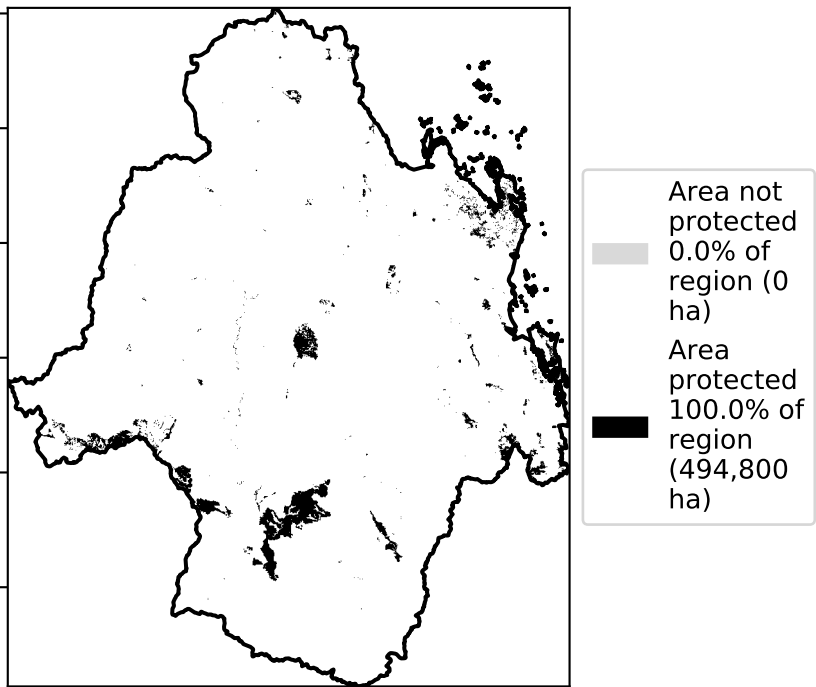 Area not
protected
0.0% of
region (0
ha)
Area
protected
100.0% of
region
(494,800
ha)